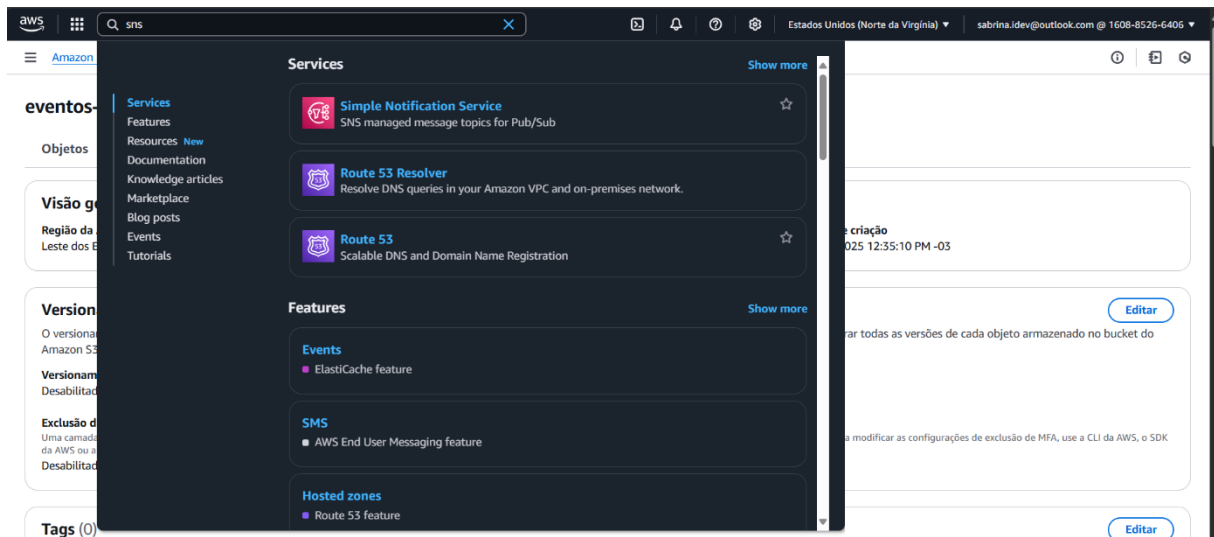 aws
sns
Estados Unidos (Norte da Virgínia) ▼
sabrina.idev@outlook.com @ 1608-8526-6406 ▼
Amazon
eventos-
Objetos
Services
Features
Resources New
Documentation
Knowledge articles
Marketplace
Blog posts
Events
Tutorials
Services
Show more
Simple Notification Service
SNS managed message topics for Pub/Sub
Route 53 Resolver
Resolve DNS queries in your Amazon VPC and on-premises network.
Route 53
Scalable DNS and Domain Name Registration
Features
Show more
Events
ElastiCache feature
SMS
AWS End User Messaging feature
Hosted zones
Route 53 feature
Visão ge
Região da
Leste dos E
criação
025 12:35:10 PM -03
Version
Editar
O versiona
rar todas as versões de cada objeto armazenado no bucket do
Amazon S3
Versionam
Desabilitad
Exclusão d
Uma camada
a modificar as configurações de exclusão de MFA, use a CLI da AWS, o SDK
da AWS ou a
Desabilitad
Tags (0)
Editar